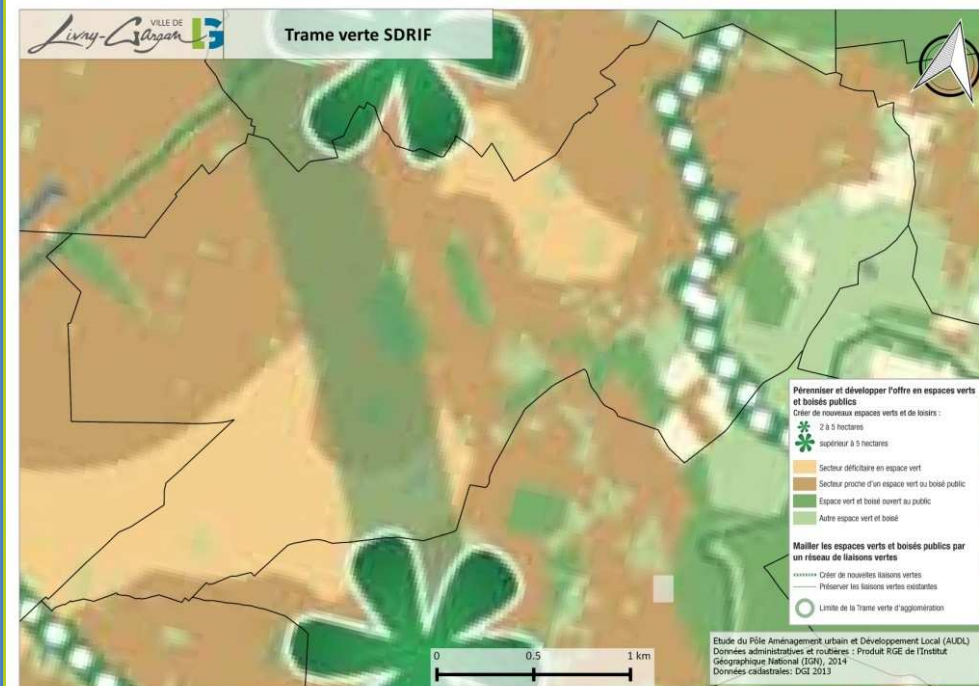 Livry-Gargan
VILLE DE
LG
Trame verte SDRIF
Pérenniser et développer l'offre en espaces verts
et boisés publics
Créer de nouveaux espaces verts et de loisirs :
2 à 5 hectares
supérieur à 5 hectares
Secteur déficitaire en espace vert
Secteur proche d'un espace vert ou boisé public
Espace vert et boisé ouvert au public
Autre espace vert et boisé
Mailler les espaces verts et boisés publics par
un réseau de liaisons vertes
Créer de nouvelles liaisons vertes
Préserver les liaisons vertes existantes
Limite de la Trame verte d'agglomération
0 0.5 1 km
Etude du Pôle Aménagement urbain et Développement Local (AUDL)
Données administratives et routières : Produit RGE de l'Institut
Géographique National (IGN), 2014
Données cadastrales: DGI 2013